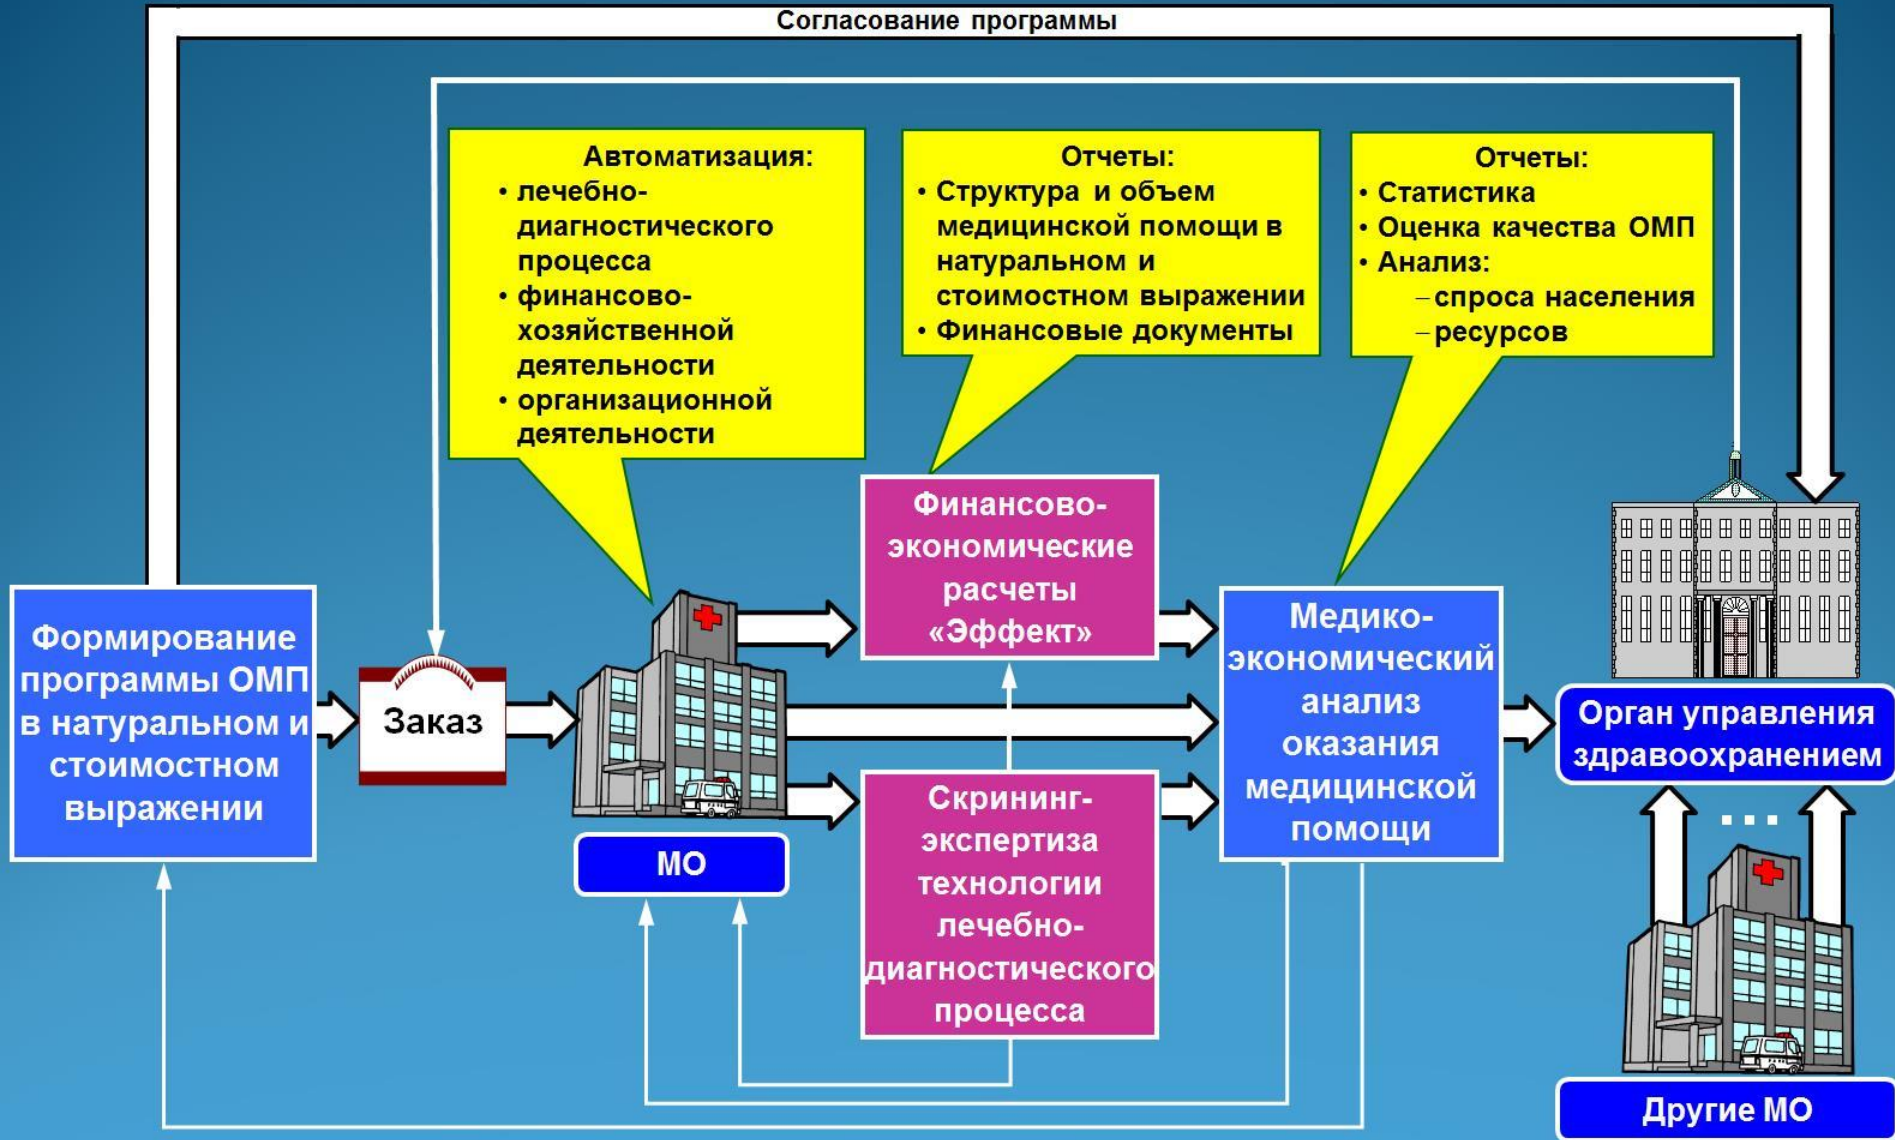 Согласование программы
Автоматизация:
• лечебно-
диагностического
процесса
• финансово-
хозяйственной
деятельности
• организационной
деятельности
Отчеты:
• Структура и объем
медицинской помощи в
натуральном и
стоимостном выражении
• Финансовые документы
Отчеты:
• Статистика
• Оценка качества ОМП
• Анализ:
–спроса населения
–ресурсов
Формирование
программы ОМП
в натуральном и
стоимостном
выражении
Заказ
МО
Финансово-
экономические
расчеты
«Эффект»
Скрининг-
экспертиза
технологии
лечебно-
диагностического
процесса
Медико-
экономический
анализ
оказания
медицинской
помощи
Орган управления
здравоохранением
...
Другие МО